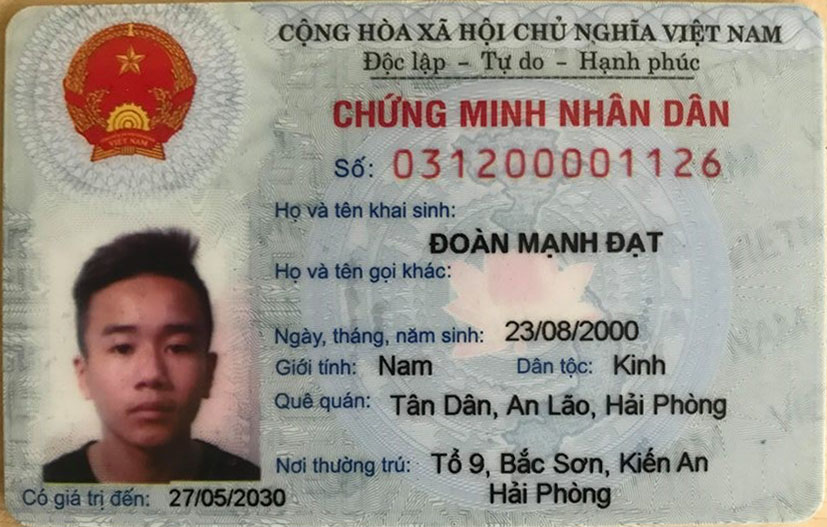 CỘNG HÒA XÃ HỘI CHỦ NGHĨA VIỆT NAM
Độc lập - Tự do - Hạnh phúc
CHỨNG MINH NHÂN DÂN
Số: 031200001126
VIỆT NAM
Họ và tên khai sinh:
ĐOÀN MẠNH ĐẠT
Họ và tên gọi khác:
Ngày, tháng, năm sinh: 23/08/2000
Giới tính: Nam Dân tộc: Kinh
Quê quán: Tân Dân, An Lão, Hải Phòng
Nơi thường trú: Tổ 9, Bắc Sơn, Kiến An
Hải Phòng
Có giá trị đến: 27/05/2030